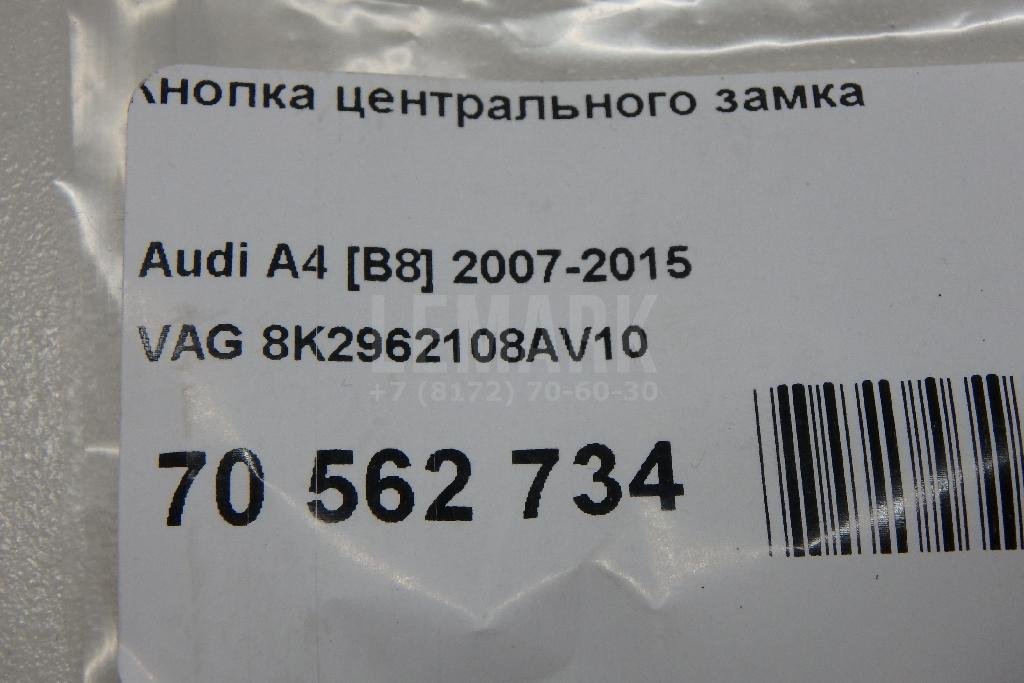 Кнопка центрального замка
Audi A4 [B8] 2007-2015
VAG 8K2962108AV10
LEMARK
+7 (8172) 70-60-30
70 562 734